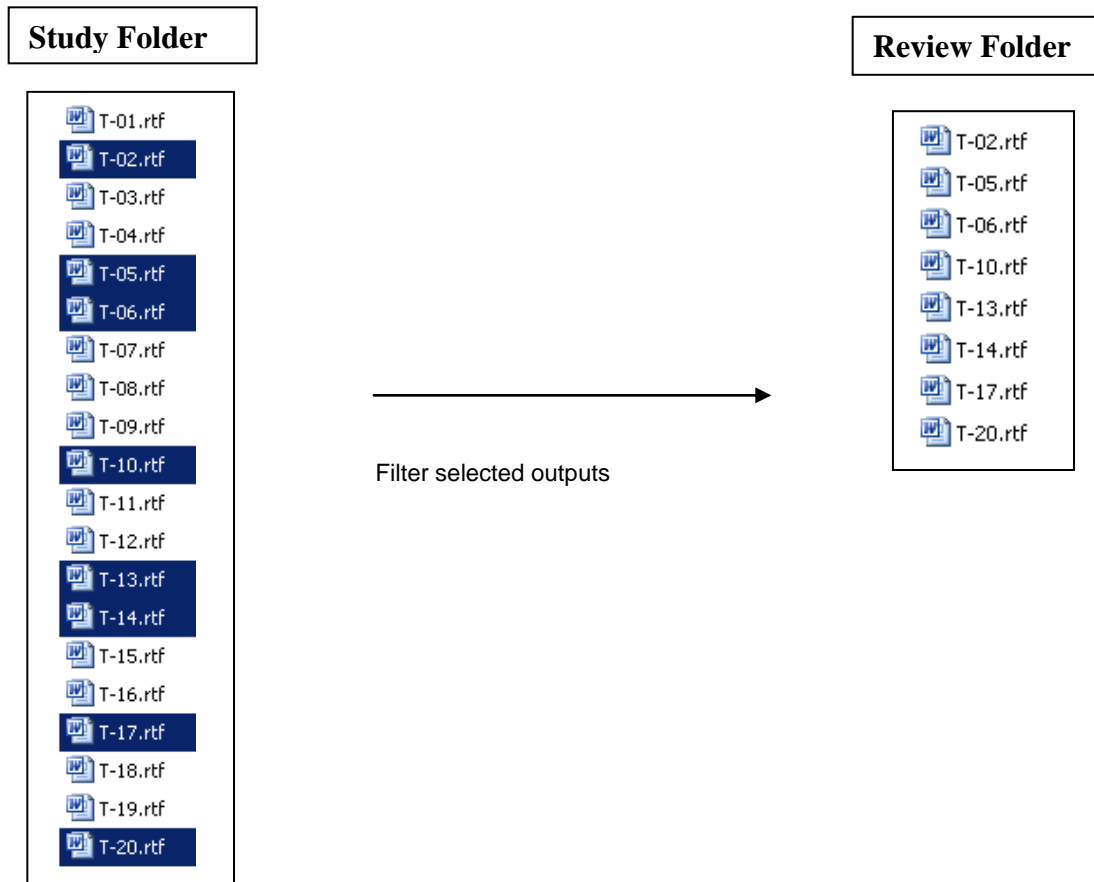 Study Folder
T-01.rtf
T-02.rtf
T-03.rtf
T-04.rtf
T-05.rtf
T-06.rtf
T-07.rtf
T-08.rtf
T-09.rtf
T-10.rtf
T-11.rtf
T-12.rtf
T-13.rtf
T-14.rtf
T-15.rtf
T-16.rtf
T-17.rtf
T-18.rtf
T-19.rtf
T-20.rtf
Filter selected outputs
Review Folder
T-02.rtf
T-05.rtf
T-06.rtf
T-10.rtf
T-13.rtf
T-14.rtf
T-17.rtf
T-20.rtf